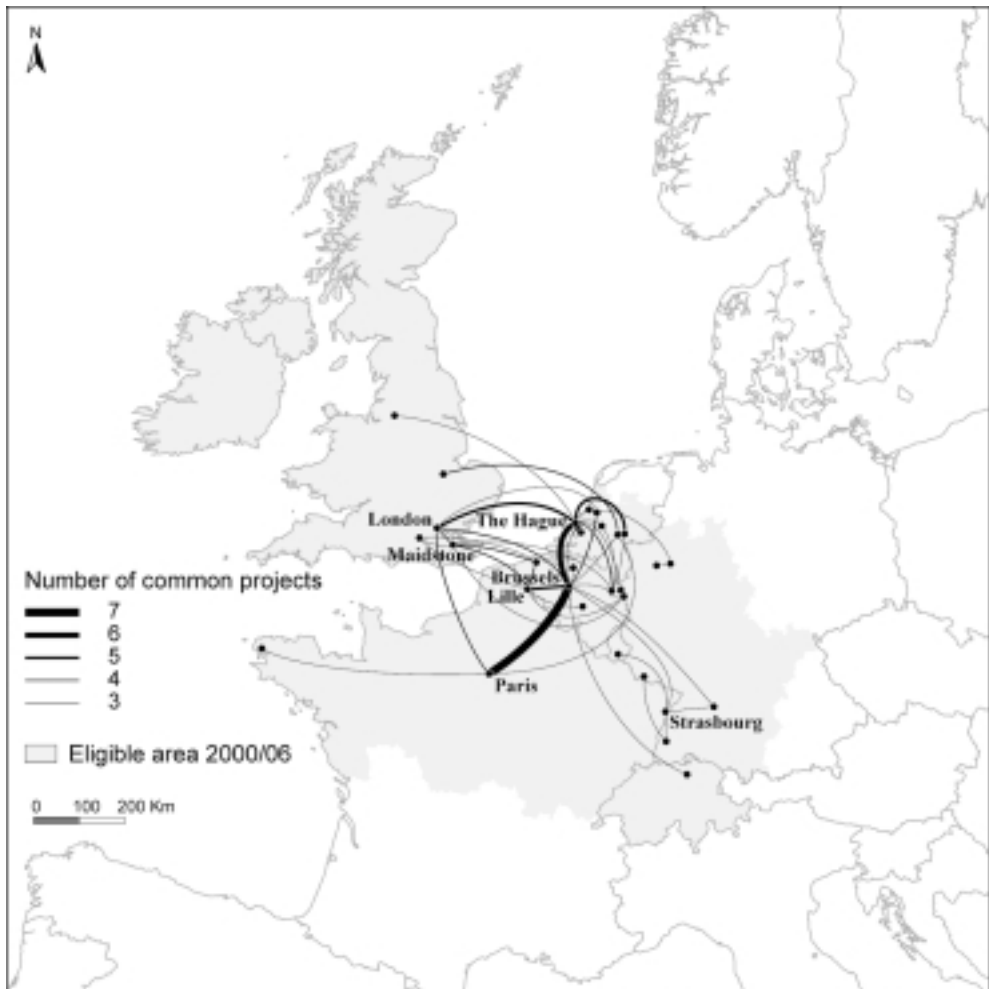 N
London
The Hague
Maidstone
Brussels
Lille
Number of common projects
7
6
5
4
3
Paris
Strasbourg
Eligible area 2000/06
0 100 200 Km